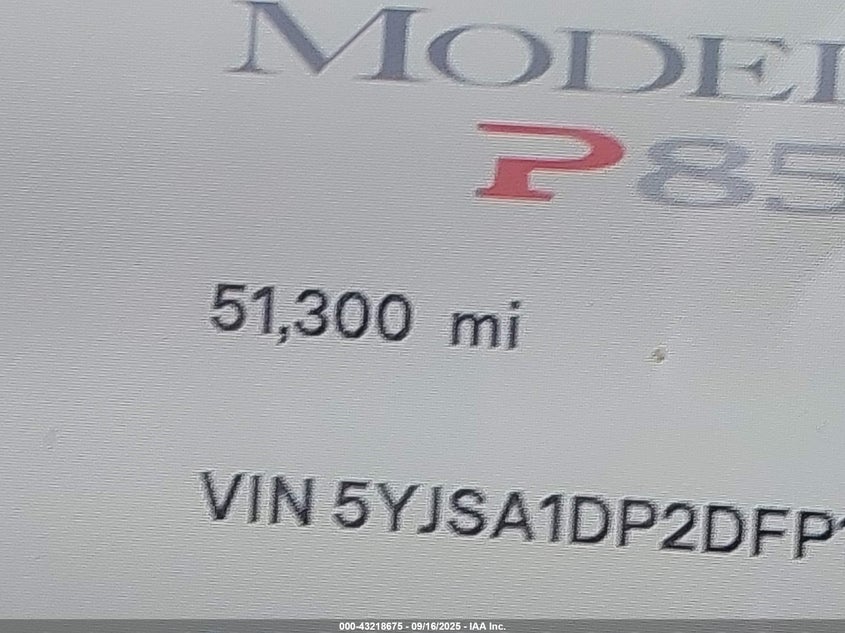 MODEL
P85
51,300 mi
VIN 5YJSA1DP2DFP
000-43218675 - 09/16/2025 - IAA Inc.